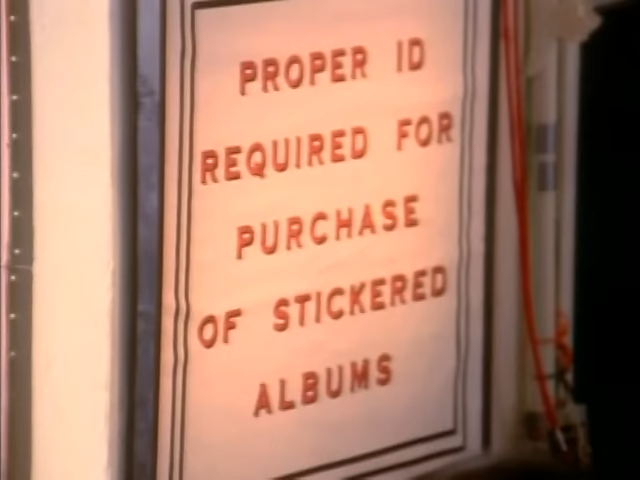 PROPER ID
REQUIRED FOR
PURCHASE
OF STICKERED
ALBUMS